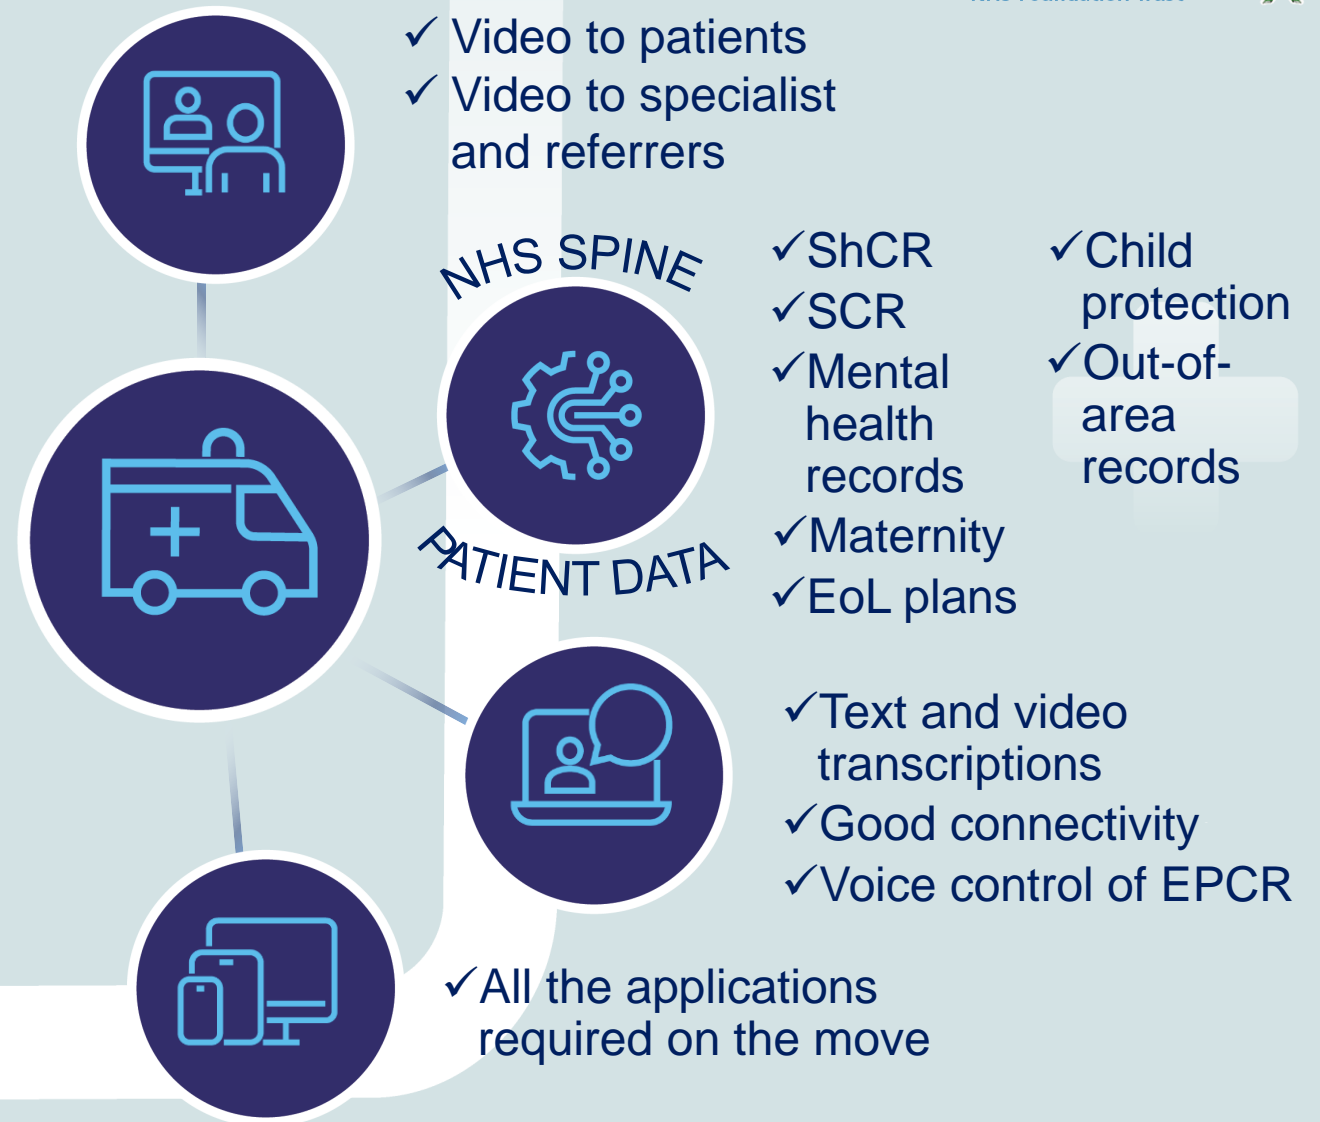 ✓ Video to patients
✓ Video to specialist
and referrers
NHS SPINE
PATIENT DATA
✓ShCR
✓SCR
✓Mental
health
records
✓Maternity
✓EoL plans
✓Child
protection
✓Out-of-
area
records
✓Text and video
transcriptions
✓Good connectivity
✓Voice control of EPCR
✓All the applications
required on the move